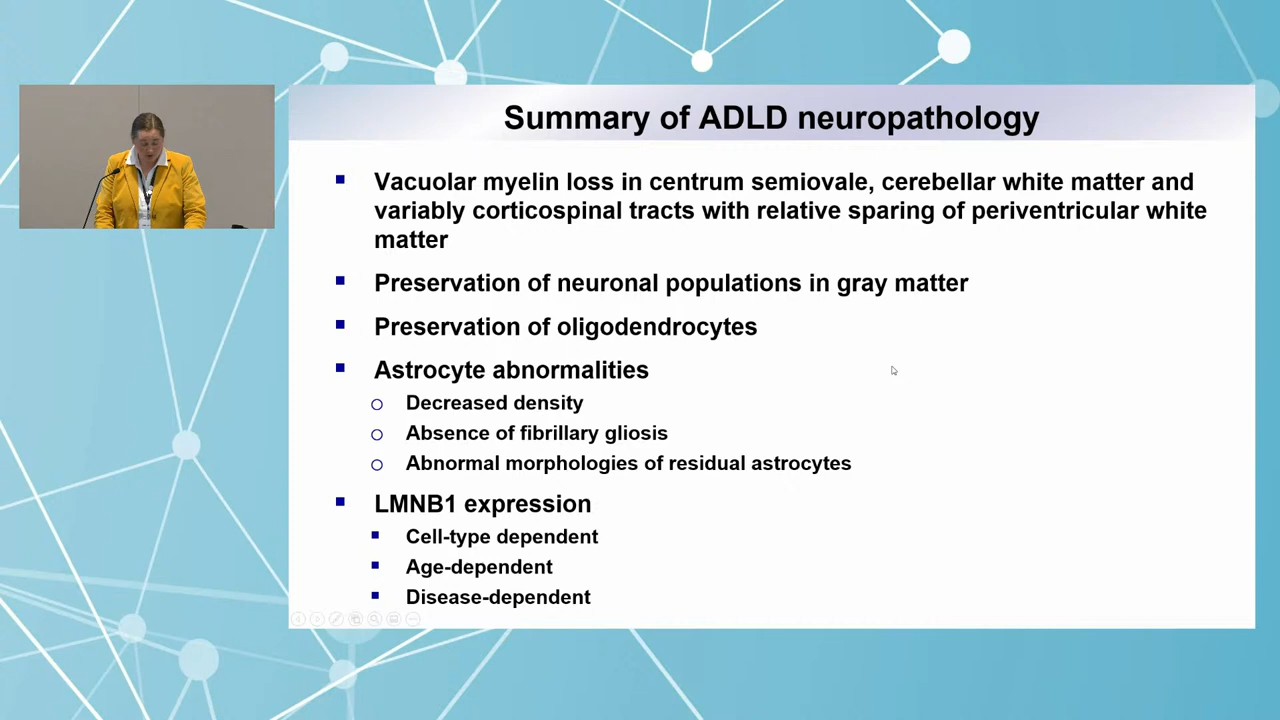 Summary of ADLD neuropathology
Vacuolar myelin loss in centrum semiovale, cerebellar white matter and
variably corticospinal tracts with relative sparing of periventricular white
matter
Preservation of neuronal populations in gray matter
Preservation of oligodendrocytes
Astrocyte abnormalities
Decreased density
Absence of fibrillary gliosis
Abnormal morphologies of residual astrocytes
LMNB1 expression
Cell-type dependent
Age-dependent
Disease-dependent